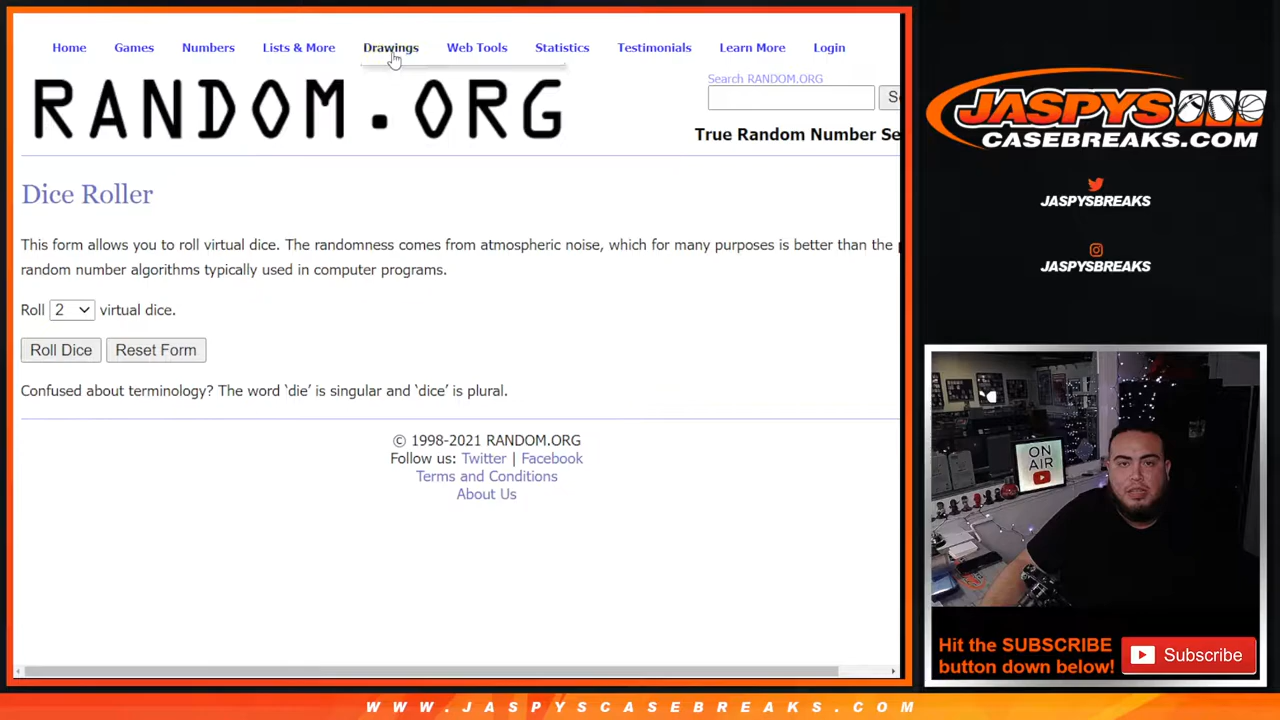 Home Games Numbers Lists & More Drawings Web Tools Statistics Testimonials Learn More Login
RANDOM.ORG
Search RANDOM.ORG
True Random Number Se
Dice Roller
This form allows you to roll virtual dice. The randomness comes from atmospheric noise, which for many purposes is better than the
random number algorithms typically used in computer programs.
Roll 2 virtual dice.
Roll Dice Reset Form
Confused about terminology? The word ‘die’ is singular and ‘dice’ is plural.
© 1998-2021 RANDOM.ORG
Follow us: Twitter | Facebook
Terms and Conditions
About Us
JASPYS
CASEBREAKS.COM
JASPYSBREAKS
JASPYSBREAKS
ON
AIR
Hit the SUBSCRIBE
button down below!
Subscribe
WWW.JASPYSCASEBREAKS.COM